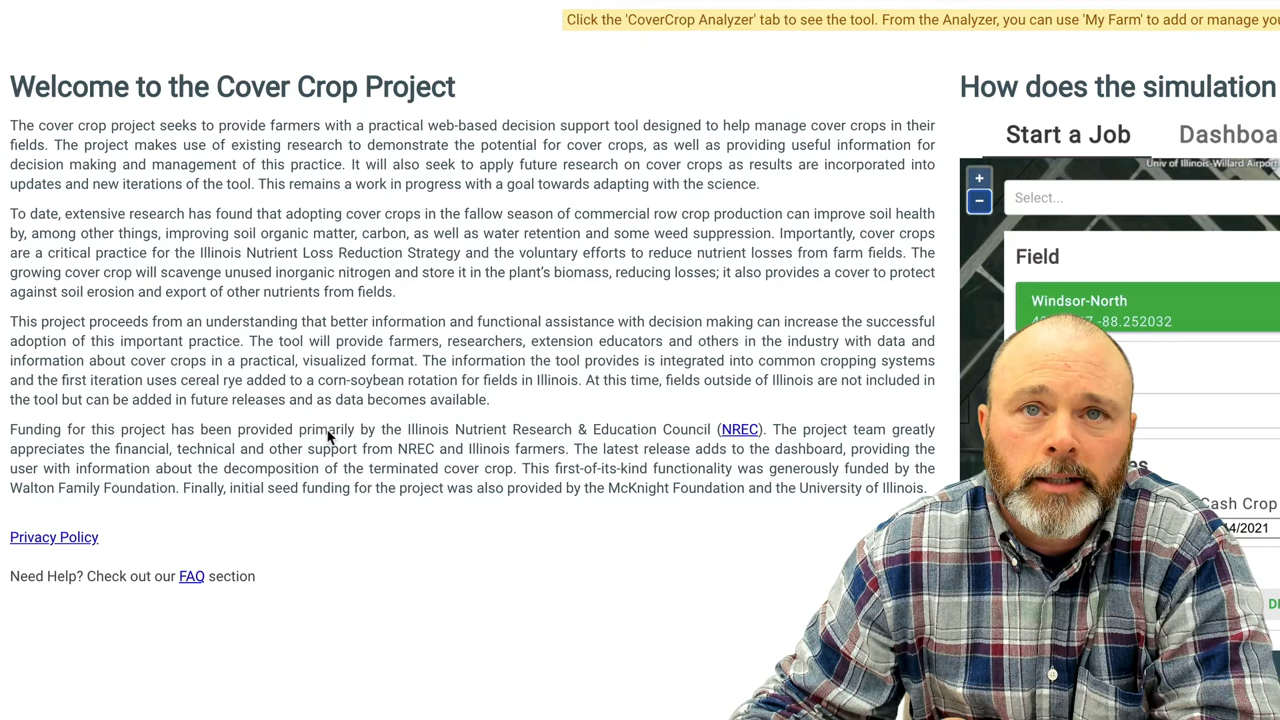 Click the 'CoverCrop Analyzer' tab to see the tool. From the Analyzer, you can use 'My Farm' to add or manage
Welcome to the Cover Crop Project
The cover crop project seeks to provide farmers with a practical web-based decision support tool designed to help manage cover crops in their
fields. The project makes use of existing research to demonstrate the potential for cover crops, as well as providing useful information for
decision making and management of this practice. It will also seek to apply future research on cover crops as results are incorporated into
updates and new iterations of the tool. This remains a work in progress with a goal towards adapting with the science.
To date, extensive research has found that adopting cover crops in the fallow season of commercial row crop production can improve soil health
by, among other things, improving soil organic matter, carbon, as well as water retention and some weed suppression. Importantly, cover crops
are a critical practice for the Illinois Nutrient Loss Reduction Strategy and the voluntary efforts to reduce nutrient losses from farm fields. The
growing cover crop will scavenge unused inorganic nitrogen and store it in the plant's biomass, reducing losses; it also provides a cover to protect
against soil erosion and export of other nutrients from fields.
This project proceeds from an understanding that better information and functional assistance with decision making can increase the successful
adoption of this important practice. The tool will provide farmers, researchers, extension educators and others in the industry with data and
information about cover crops in a practical, visualized format. The information the tool provides is integrated into common cropping systems
and the first iteration uses cereal rye added to a corn-soybean rotation for fields in Illinois. At this time, fields outside of Illinois are not included in
the tool but can be added in future releases and as data becomes available.
Funding for this project has been provided primarily by the Illinois Nutrient Research & Education Council (NREC). The project team greatly
appreciates the financial, technical and other support from NREC and Illinois farmers. The latest release adds to the dashboard, providing the
user with information about the decomposition of the terminated cover crop. This first-of-its-kind functionality was generously funded by the
Walton Family Foundation. Finally, initial seed funding for the project was also provided by the McKnight Foundation and the University of Illinois.
Privacy Policy
Need Help? Check out our FAQ section
How does the simulation
Start a Job
Univ of Illinois-Willard Airport
+
-
Select...
Field
Windsor-North
-88.252032
Cash Crop
4/2021